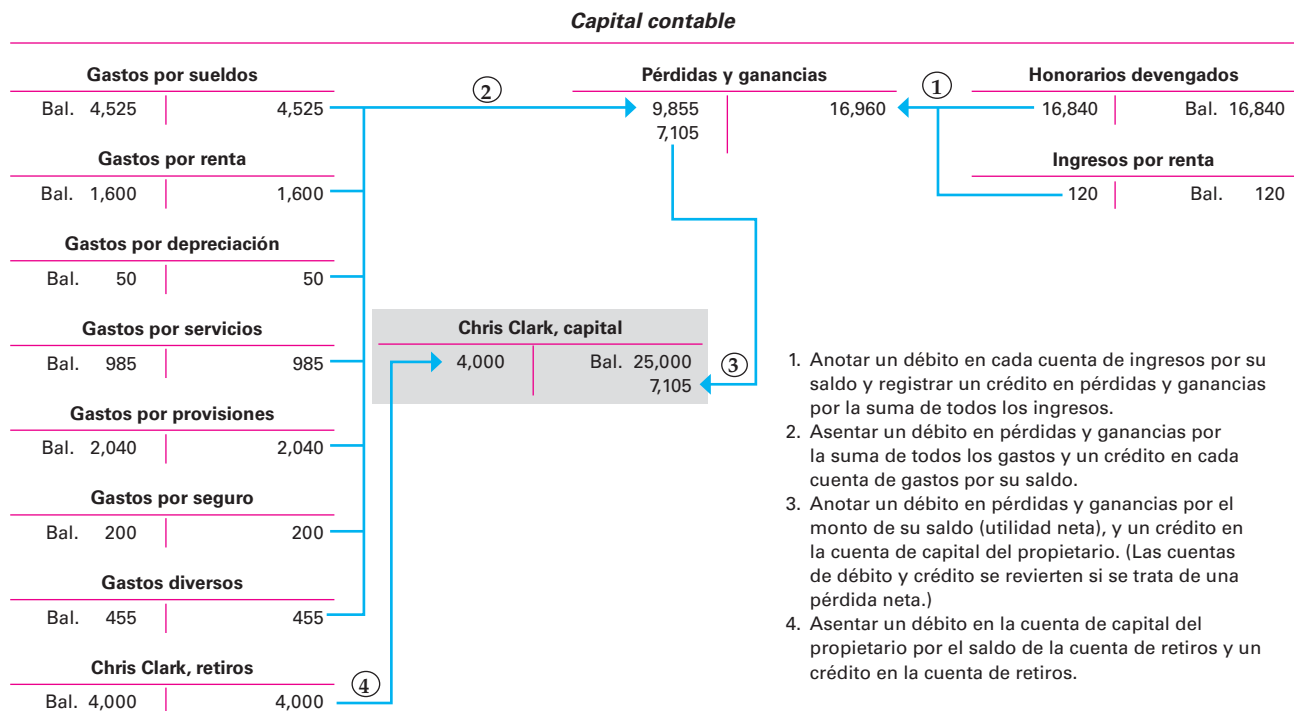 Capital contable
Gastos por sueldos
Bal. 4,525 4,525
Gastos por renta
Bal. 1,600 1,600
Gastos por depreciación
Bal. 50 50
Gastos por servicios
Bal. 985 985
Gastos por provisiones
Bal. 2,040 2,040
Gastos por seguro
Bal. 200 200
Gastos diversos
Bal. 455 455
Chris Clark, retiros
Bal. 4,000 4,000
2
4
Pérdidas y ganancias
9,855 16,960
7,105
1
Honorarios devengados
16,840 Bal. 16,840
Ingresos por renta
120 Bal. 120
Chris Clark, capital
4,000 Bal. 25,000
7,105
3
1. Anotar un débito en cada cuenta de ingresos por su
saldo y registrar un crédito en pérdidas y ganancias
por la suma de todos los ingresos.
2. Asentar un débito en pérdidas y ganancias por
la suma de todos los gastos y un crédito en cada
cuenta de gastos por su saldo.
3. Anotar un débito en pérdidas y ganancias por el
monto de su saldo (utilidad neta), y un crédito en
la cuenta de capital del propietario. (Las cuentas
de débito y crédito se revierten si se trata de una
pérdida neta.)
4. Asentar un débito en la cuenta de capital del
propietario por el saldo de la cuenta de retiros y un
crédito en la cuenta de retiros.